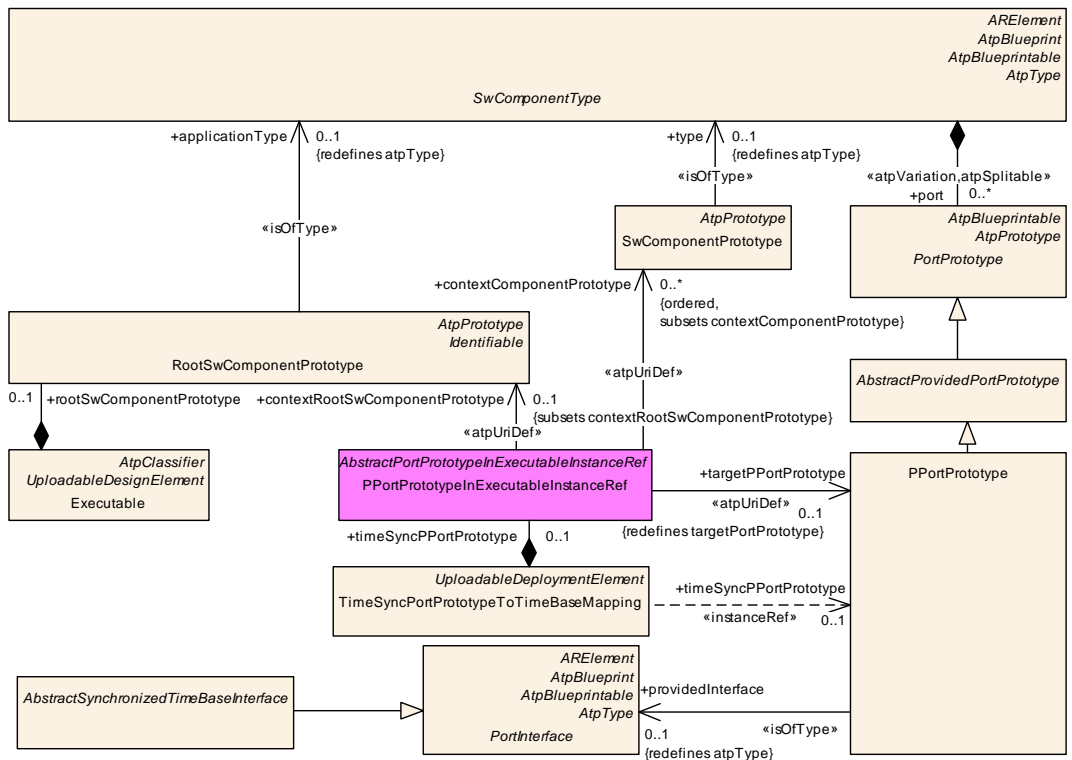 ARElement
AtpBlueprint
AtpBlueprintable
AtpType
SwComponentType
+applicationType
0..1
{redefines atpType}
+type
0..1
{redefines atpType}
«isOfType»
«atpVariation,atpSplitable»
+port
0..*
«isOfType»
AtpPrototype
SwComponentPrototype
AtpBlueprintable
AtpPrototype
PortPrototype
+contextComponentPrototype
0..*
{ordered,
subsets contextComponentPrototype}
AtpPrototype
Identifiable
RootSwComponentPrototype
«atpUriDef»
AbstractProvidedPortPrototype
0..1
+rootSwComponentPrototype
+contextRootSwComponentPrototype
0..1
{subsets contextRootSwComponentPrototype}
«atpUriDef»
AtpClassifier
UploadableDesignElement
Executable
AbstractPortPrototypeInExecutableInstanceRef
PPortPrototypeInExecutableInstanceRef
+targetPPortPrototype
«atpUriDef»
0..1
{redefines targetPortPrototype}
PPortPrototype
+timeSyncPPortPrototype
0..1
UploadableDeploymentElement
TimeSyncPortPrototypeToTimeBaseMapping
+timeSyncPPortPrototype
«instanceRef»
0..1
ARElement
AtpBlueprint
AtpBlueprintable
AtpType
PortInterface
+providedInterface
«isOfType»
0..1
{redefines atpType}
AbstractSynchronizedTimeBaseInterface